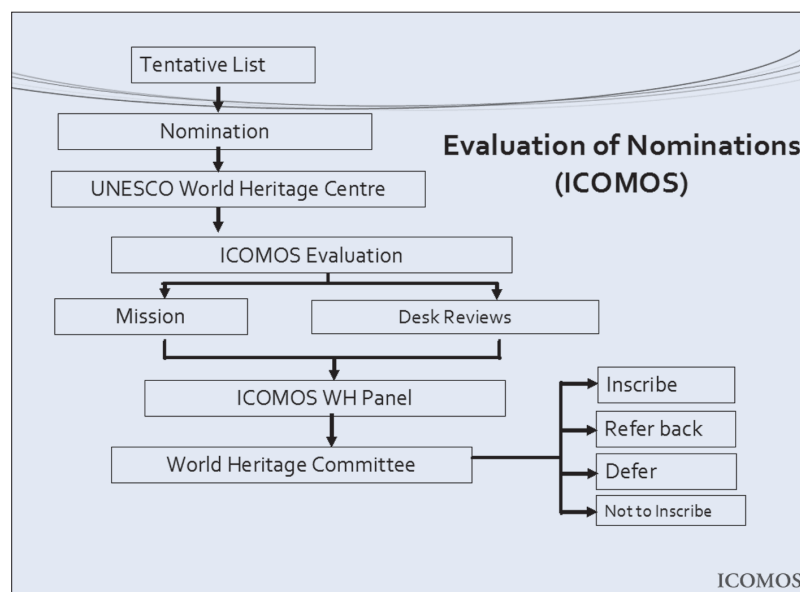 Tentative List
Nomination
Evaluation of Nominations
(ICOMOS)
UNESCO World Heritage Centre
ICOMOS Evaluation
Mission
Desk Reviews
ICOMOS WH Panel
World Heritage Committee
Inscribe
Refer back
Defer
Not to Inscribe
ICOMOS